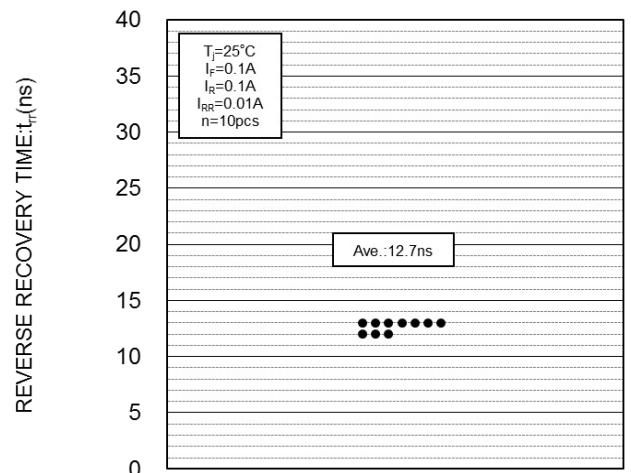 REVERSE RECOVERY TIME:trr(ns)
40
35
30
25
20
15
10
5
0
Tj=25°C
IF=0.1A
IR=0.1A
IRR=0.01A
n=10pcs
Ave.:12.7ns